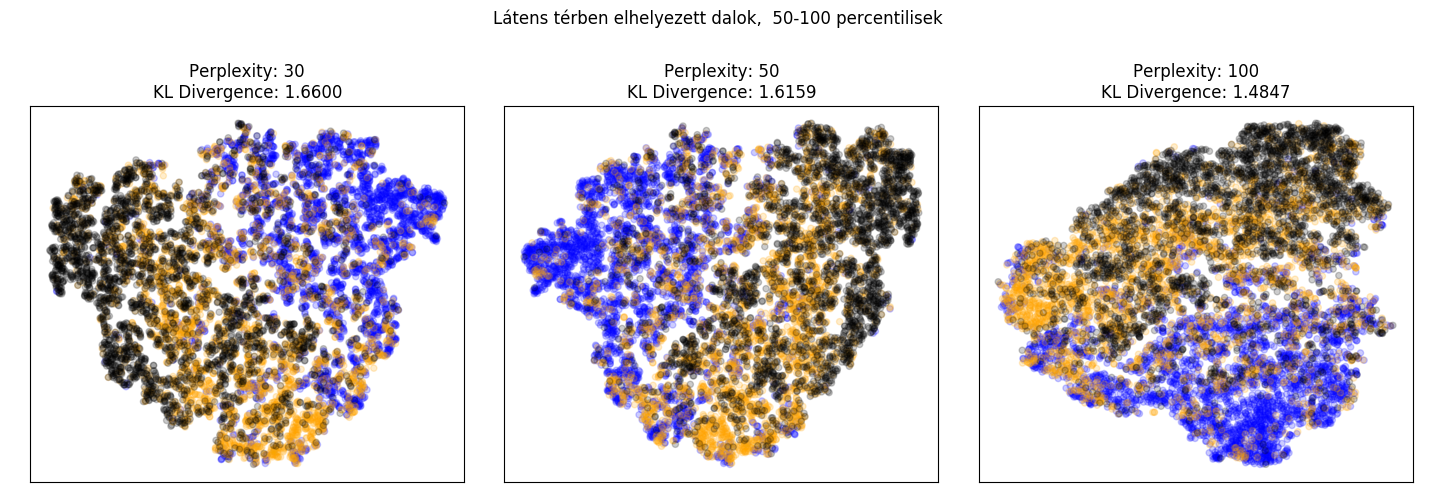 Látens térben elhelyezett dalok,  50-100 percentilisek
Perplexity: 30
KL Divergence: 1.6600
Perplexity: 50
KL Divergence: 1.6159
Perplexity: 100
KL Divergence: 1.4847